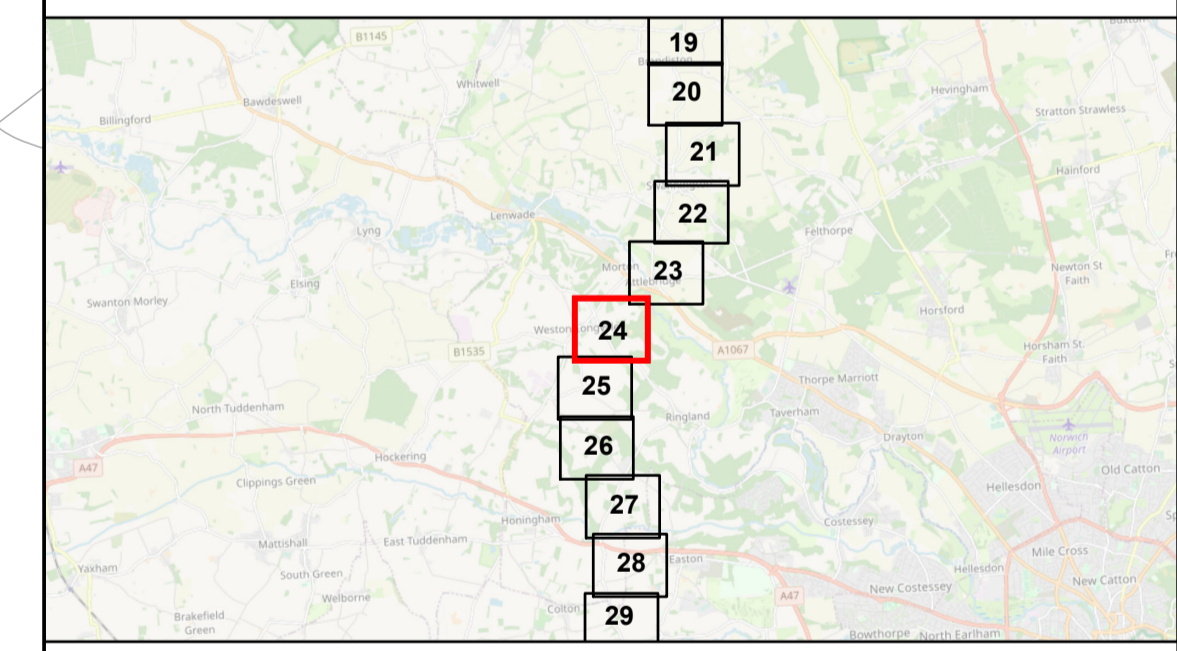 B1145
19
Whitwell
Bawdeswell
20
Hevingham
Billingford
Stratton Strawless
21
Hainford
22
Lenwade
Lyng
Felthorpe
Morton
23
Newton St
Faith
Attlebridge
Elsing
Swanton Morley
Horsford
24
Weston Longville
B1535
A1067
Horsham St.
Faith
Thorpe Marriott
25
North Tuddenham
Ringland
Taverham
Drayton
Norwich
Airport
26
Hockering
A47
Old Catton
Clippings Green
Hellesdon
27
Honingham
Costessey
Mattishall
East Tuddenham
Mile Cross
28
Easton
Yaxham
South Green
Hellesdon
New Catton
New Costessey
A47
Welborne
Colton
29
Brakefield
Green
Bowthorpe
North Earlham